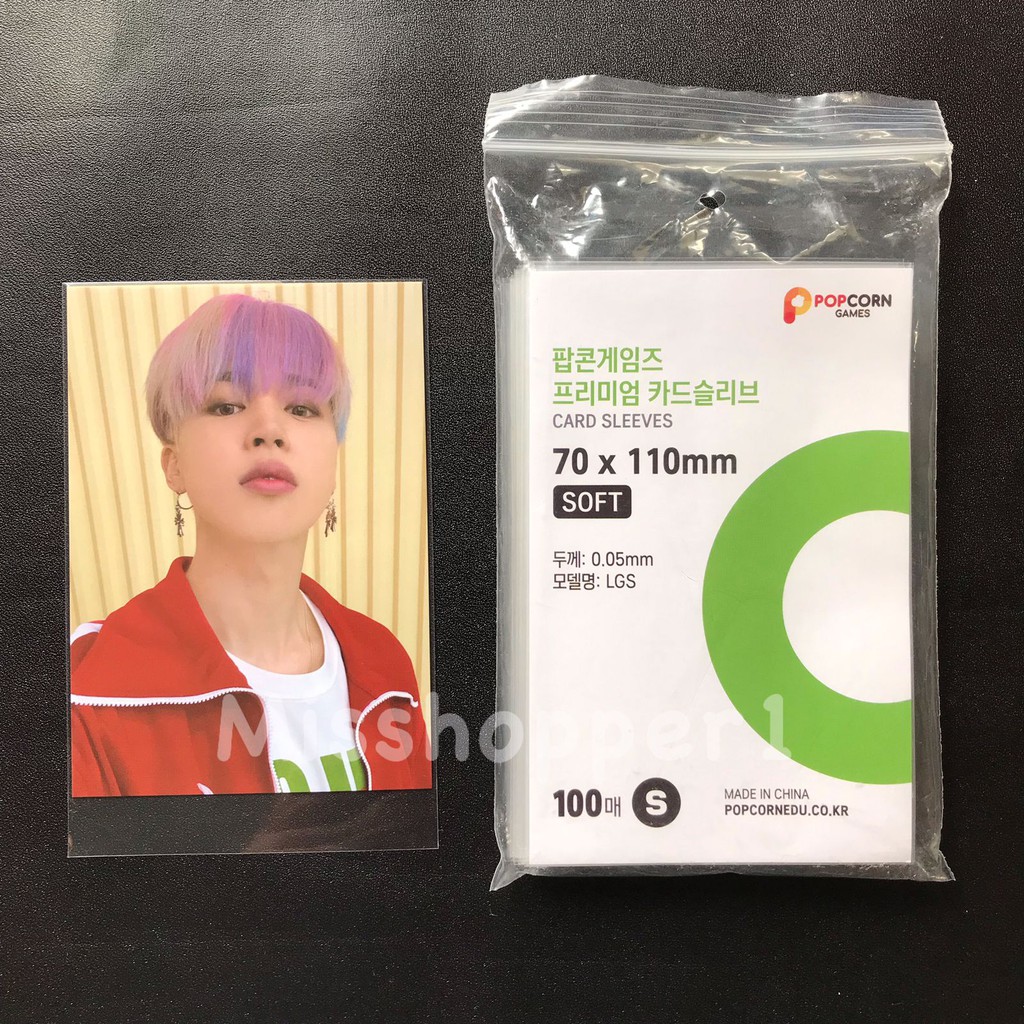 POPCORN
GAMES
팝콘게임즈
프리미엄 카드슬리브
CARD SLEEVES
70 x 110mm
SOFT
두께: 0.05mm
모델명: LGS
Misshopper1
100매 S
MADE IN CHINA
POPCORNEDU.CO.KR